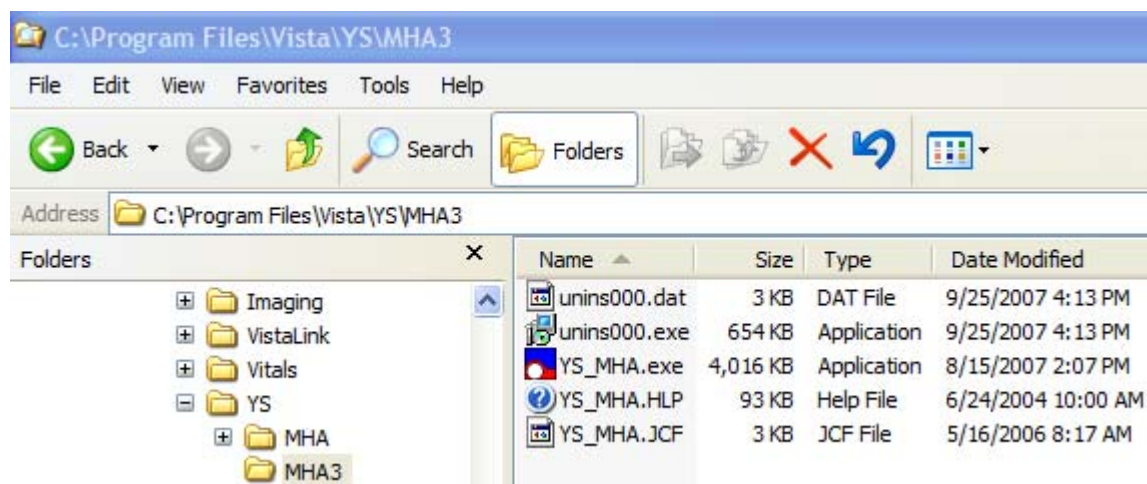 C:\Program Files\Vista\YS\MHA3
File Edit View Favorites Tools Help
Back Search Folders
Address C:\Program Files\Vista\YS\MHA3
Folders X Name Size Type Date Modified
Imaging unins000.dat 3 KB DAT File 9/25/2007 4:13 PM
VistaLink unins000.exe 654 KB Application 9/25/2007 4:13 PM
Vitals YS_MHA.exe 4,016 KB Application 8/15/2007 2:07 PM
YS YS_MHA.HLP 93 KB Help File 6/24/2004 10:00 AM
MHA YS_MHA.JCF 3 KB JCF File 5/16/2006 8:17 AM
MHA3